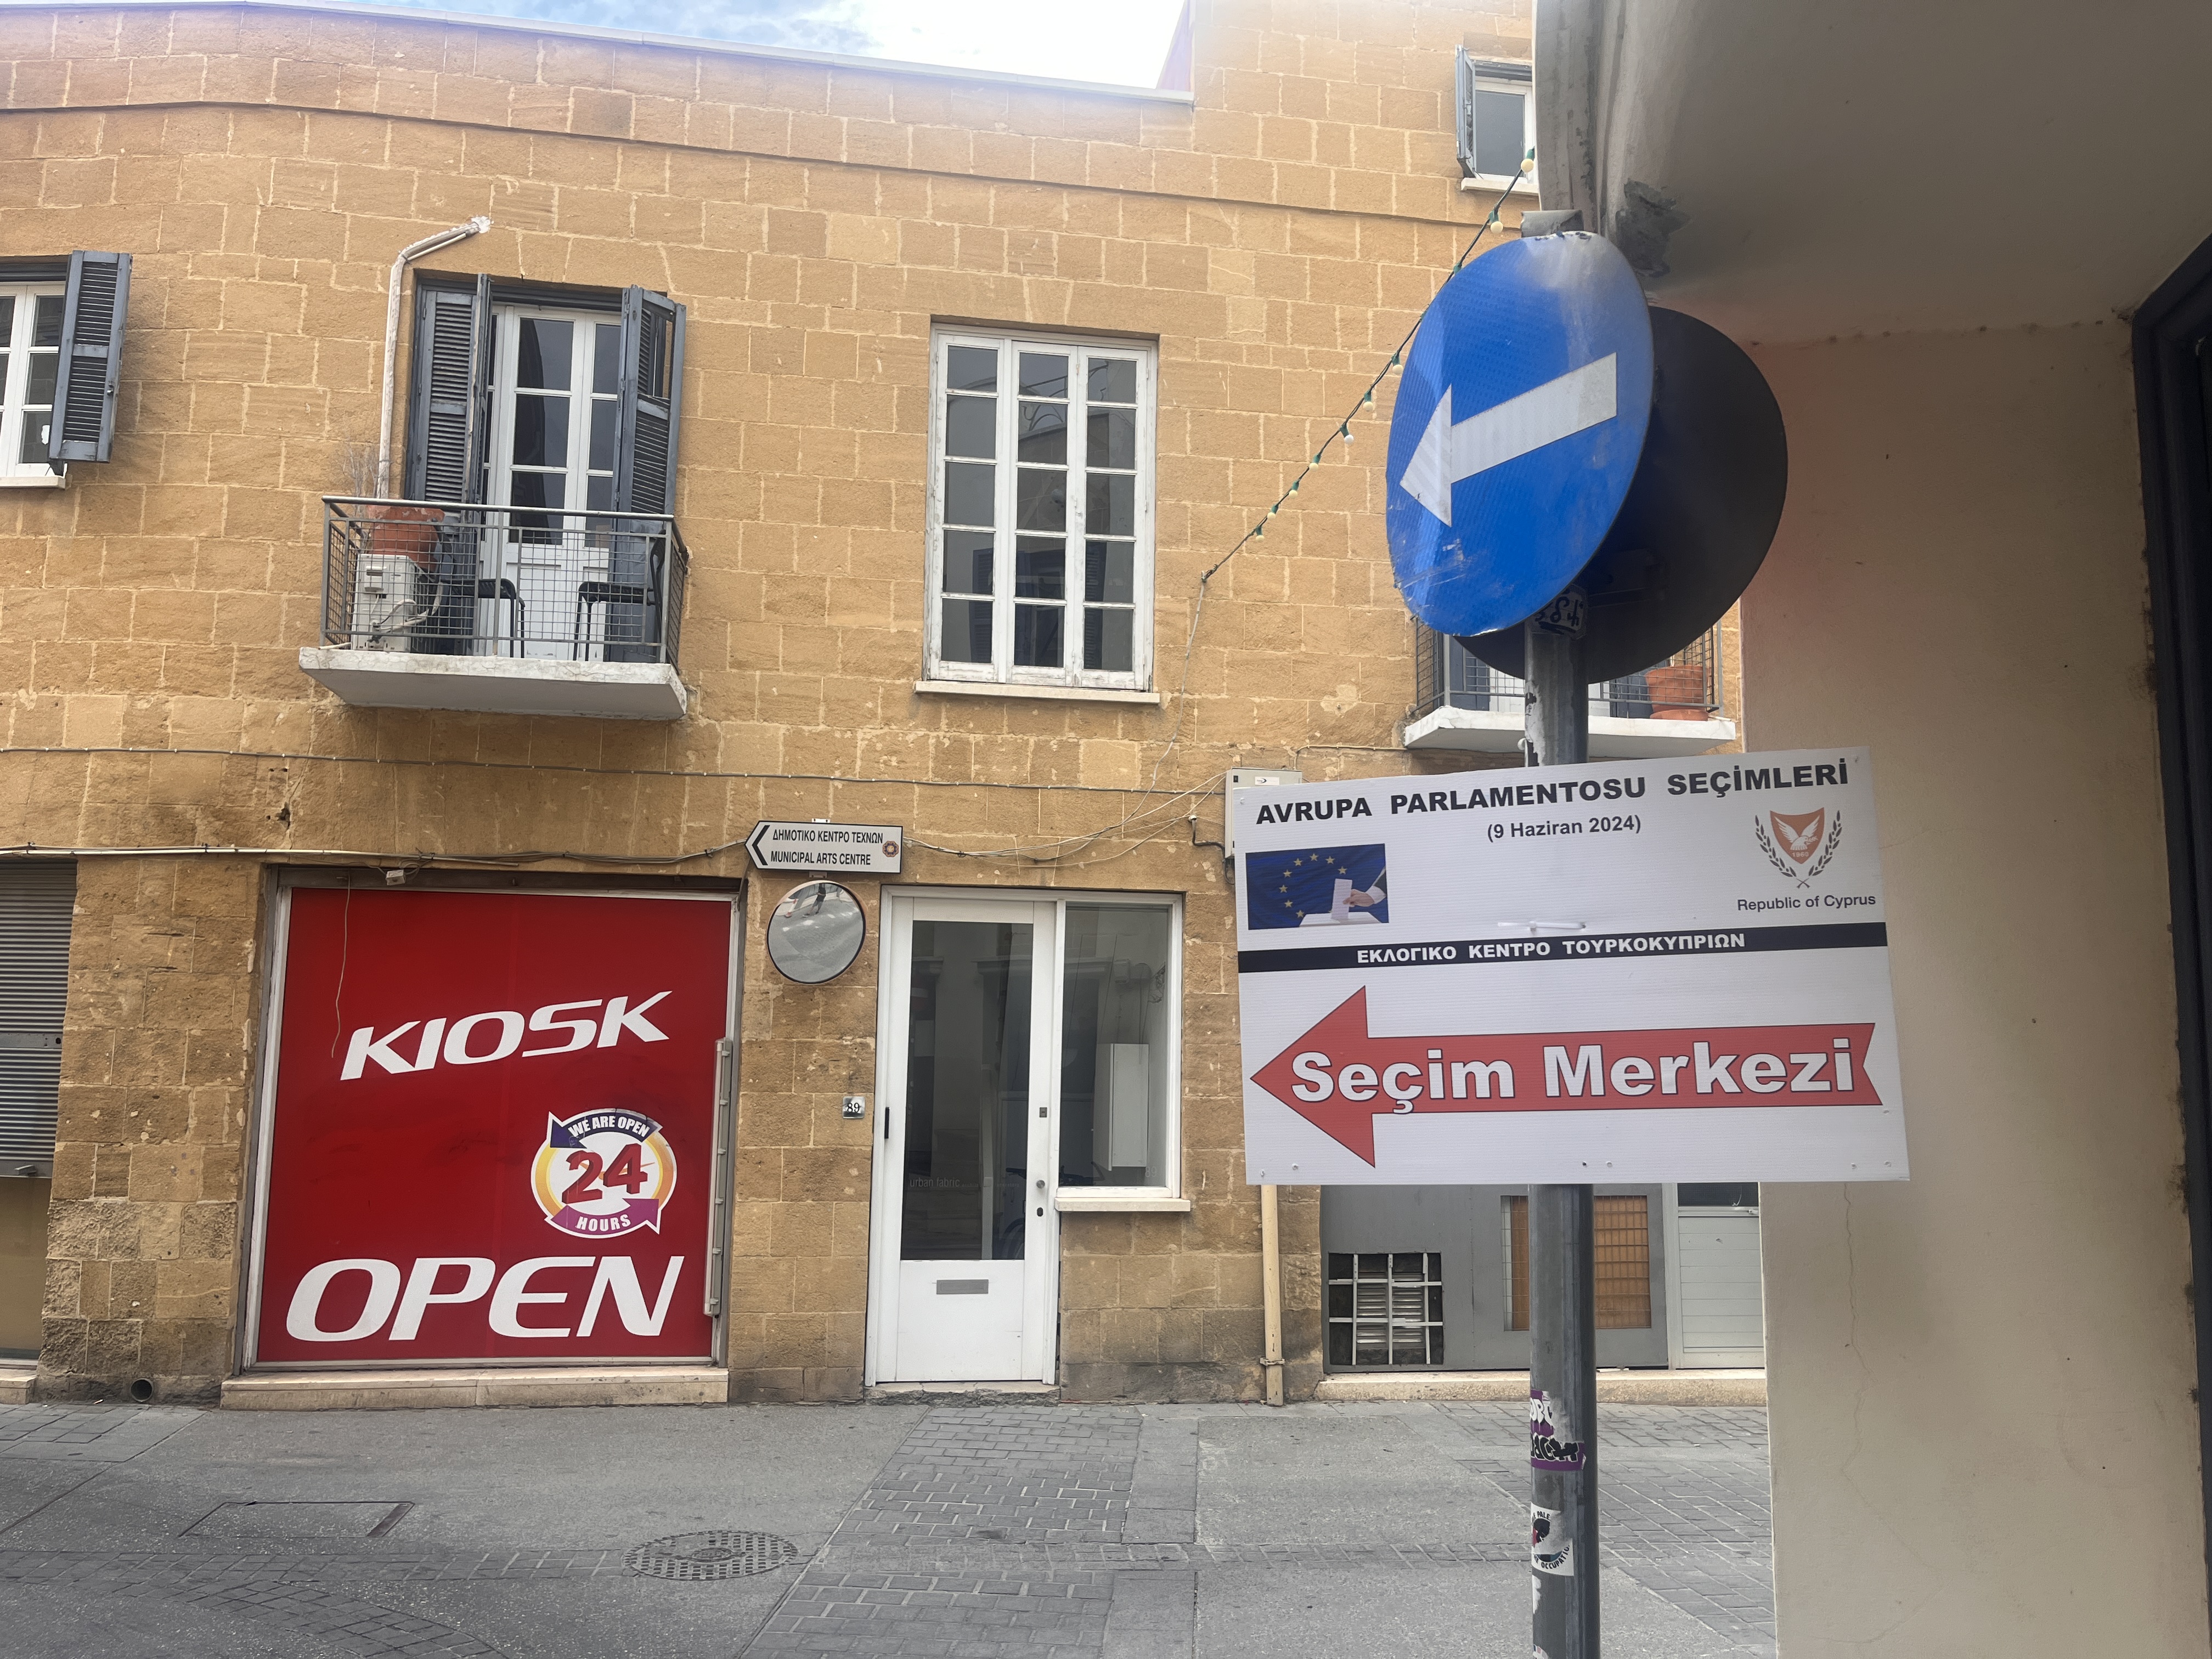 ΔΗΜΟΤΙΚΟ ΚΕΝΤΡΟ ΤΕΧΝΩΝ
MUNICIPAL ARTS CENTRE
KIOSK
WE ARE OPEN
24
HOURS
OPEN
89
urban fabric
AVRUPA PARLAMENTOSU SEÇİMLERİ
(9 Haziran 2024)
1960
Republic of Cyprus
ΕΚΛΟΓΙΚΟ ΚΕΝΤΡΟ ΤΟΥΡΚΟΚΥΠΡΙΩΝ
Seçim Merkezi